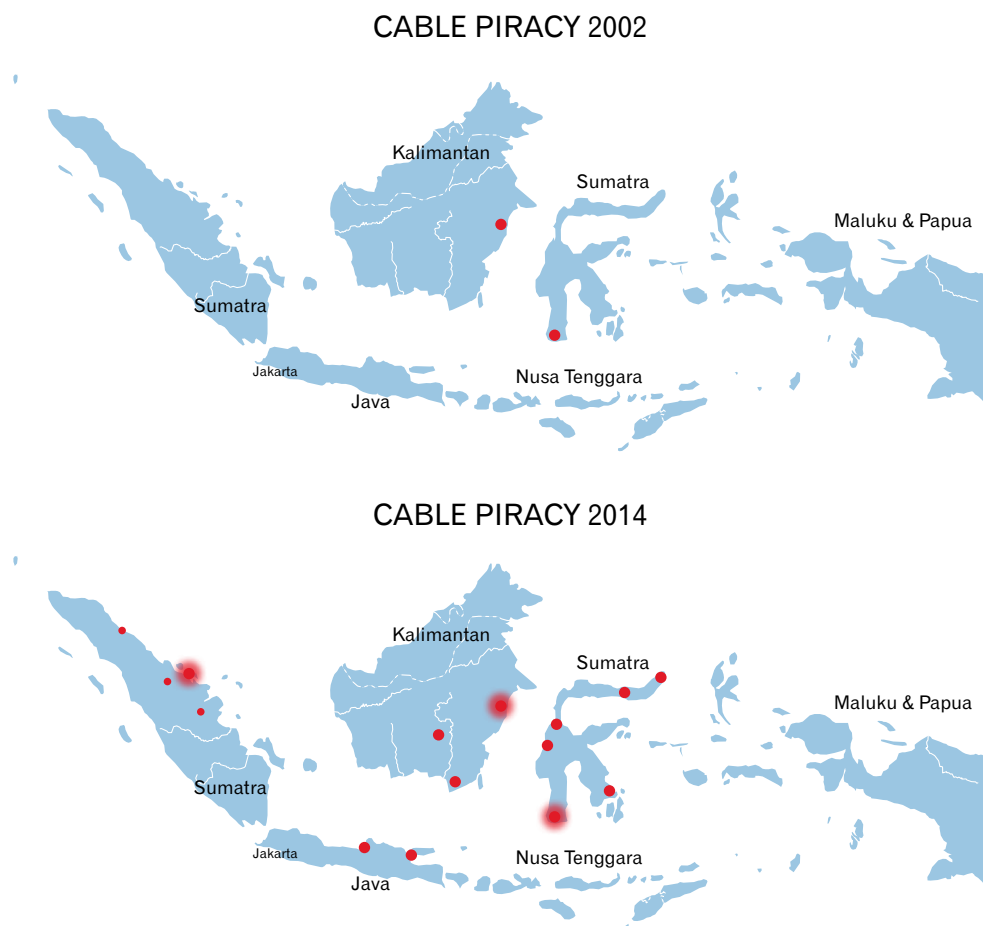 CABLE PIRACY 2002
Kalimantan
Sumatra
Maluku & Papua
Sumatra
Jakarta
Nusa Tenggara
Java
CABLE PIRACY 2014
Kalimantan
Sumatra
Maluku & Papua
Sumatra
Jakarta
Nusa Tenggara
Java